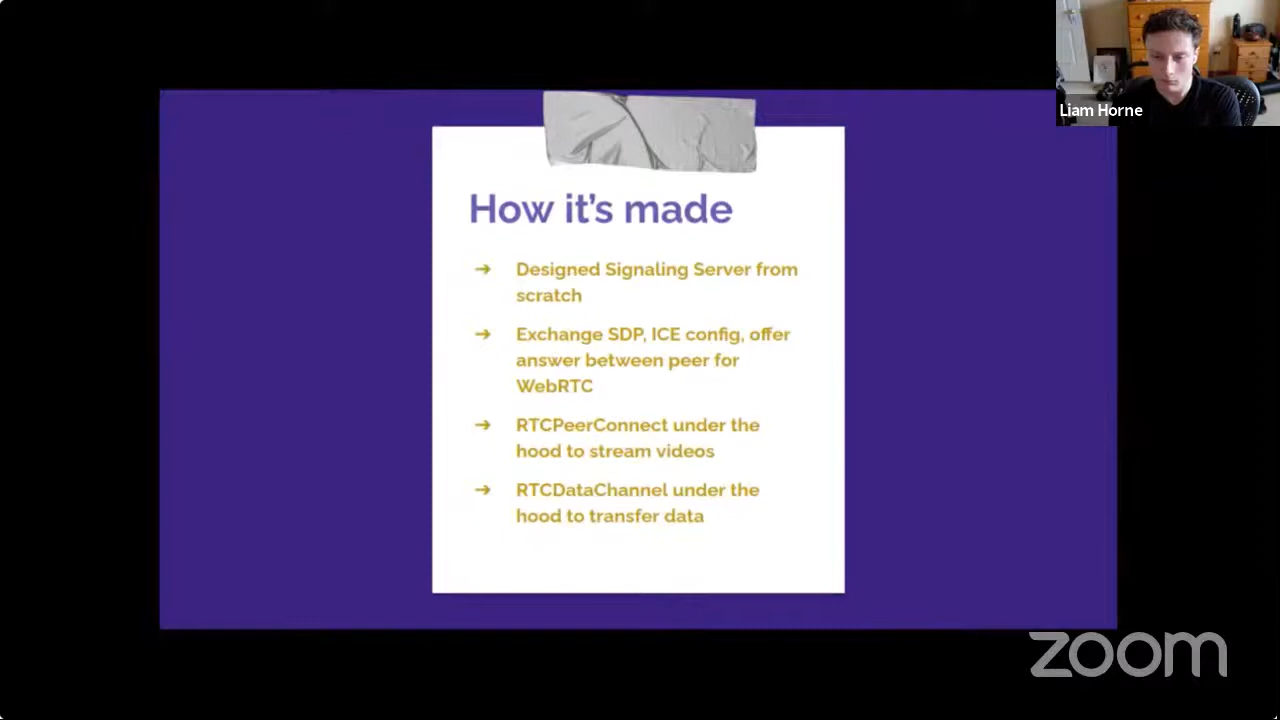 Liam Horne
How it's made
➔ Designed Signaling Server from
scratch
➔ Exchange SDP, ICE config, offer
answer between peer for
WebRTC
➔ RTCPeerConnect under the
hood to stream videos
➔ RTCDataChannel under the
hood to transfer data
zoom